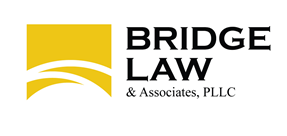 BRIDGE
LAW
& Associates, PLLC